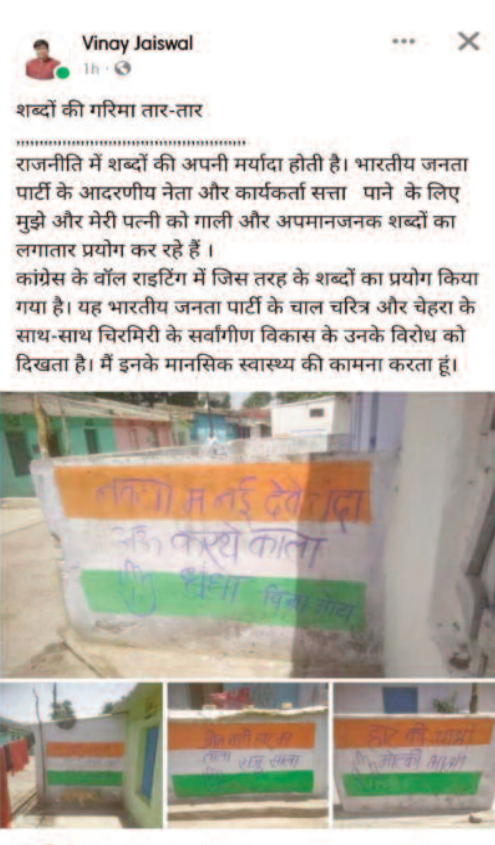 Vinay Jaiswal
1h
शब्दों की गरिमा तार-तार
,,,,,,,,,,,,,,,,,,,,,,,,,,,,,,,,,,,,,,,,,,,,,,,,,,
राजनीति में शब्दों की अपनी मर्यादा होती है। भारतीय जनता
पार्टी के आदरणीय नेता और कार्यकर्ता सत्ता पाने के लिए
मुझे और मेरी पत्नी को गाली और अपमानजनक शब्दों का
लगातार प्रयोग कर रहे हैं ।
कांग्रेस के वॉल राइटिंग में जिस तरह के शब्दों का प्रयोग किया
गया है। यह भारतीय जनता पार्टी के चाल चरित्र और चेहरा के
साथ-साथ चिरमिरी के सर्वांगीण विकास के उनके विरोध को
दिखता है। मैं इनके मानसिक स्वास्थ्य की कामना करता हूं।
म नई देवे
करथे काला
धंधा